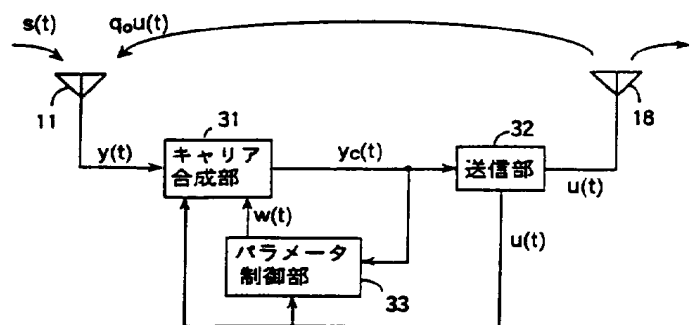 s(t)
q₀u(t)
11
18
31
32
y(t)
キャリア
合成部
yc(t)
送信部
u(t)
w(t)
u(t)
パラメータ
制御部
33